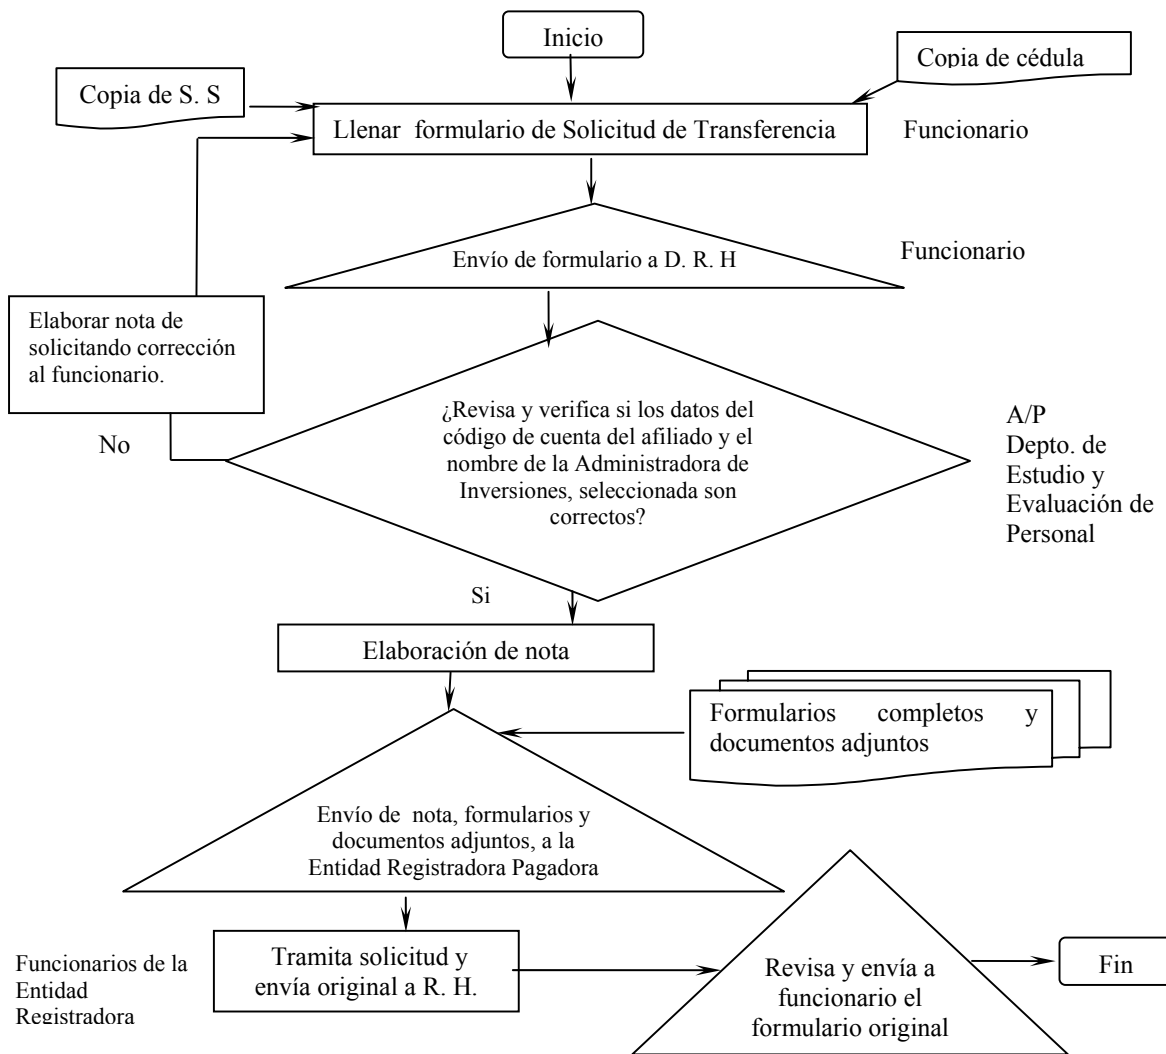 Inicio
Copia de cédula
Copia de S. S
Llenar formulario de Solicitud de Transferencia
Funcionario
Envío de formulario a D. R. H
Funcionario
Elaborar nota de
solicitando corrección
al funcionario.
No
¿Revisa y verifica si los datos del
código de cuenta del afiliado y el
nombre de la Administradora de
Inversiones, seleccionada son
correctos?
A/P
Depto. de
Estudio y
Evaluación de
Personal
Si
Elaboración de nota
Formularios completos y
documentos adjuntos
Envío de nota, formularios y
documentos adjuntos, a la
Entidad Registradora Pagadora
Funcionarios de la
Entidad
Registradora
Tramita solicitud y
envía original a R. H.
Revisa y envía a
funcionario el
formulario original
Fin